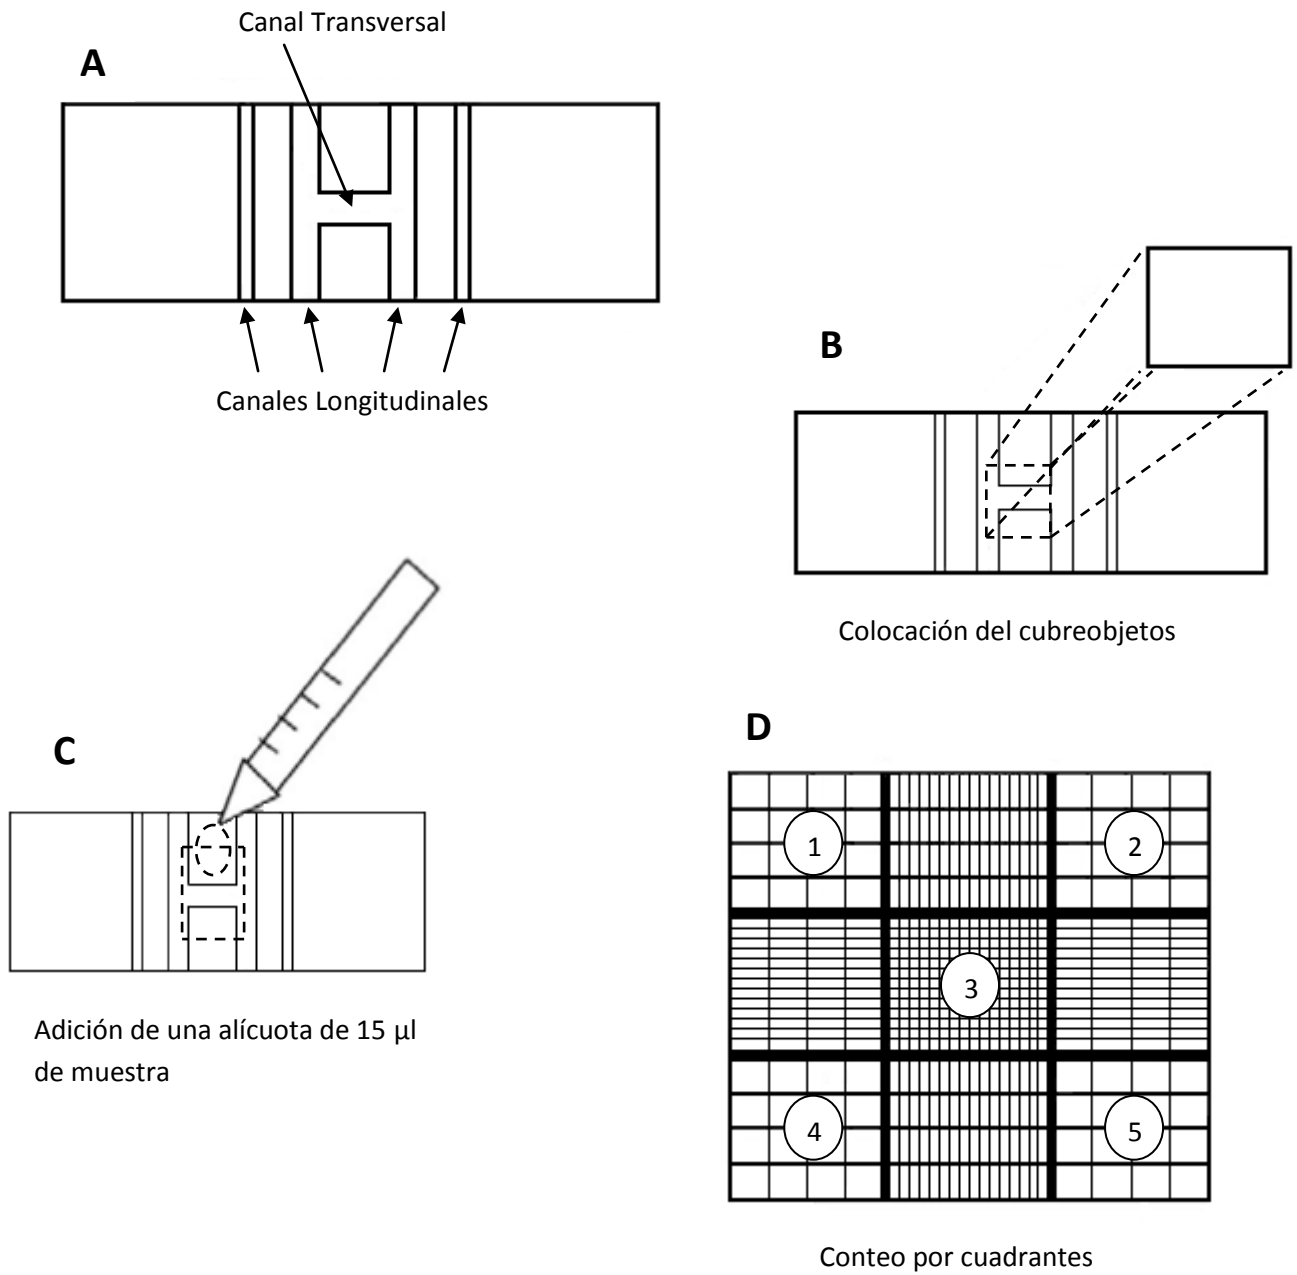 Canal Transversal
A
Canales Longitudinales
B
Colocación del cubreobjetos
C
Adición de una alícuota de 15 µl
de muestra
D
1
2
3
4
5
Conteo por cuadrantes